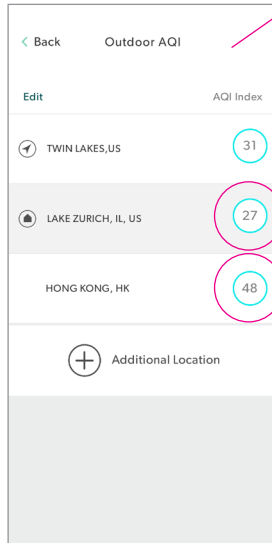 Back Outdoor AQI
Edit AQI Index
TWIN LAKES,US 31
LAKE ZURICH, IL, US 27
HONG KONG, HK 48
Additional Location